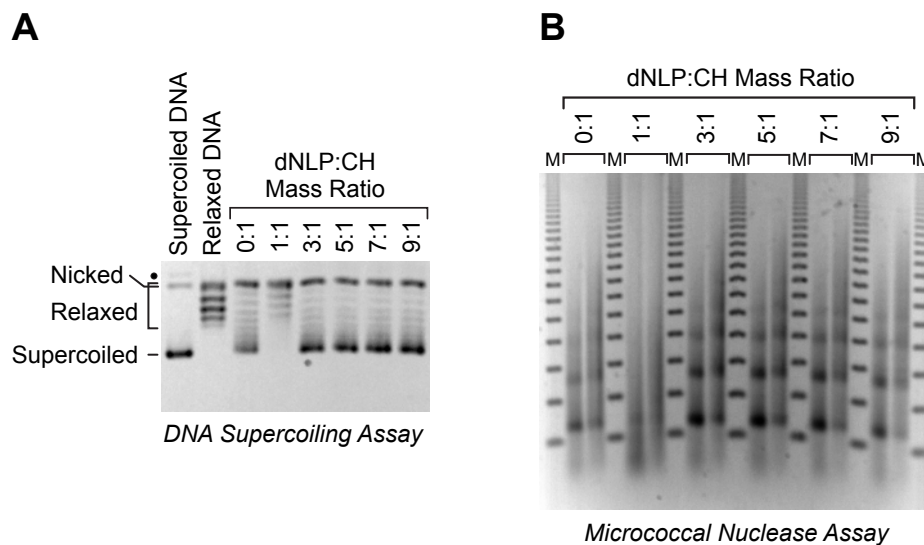 A
Supercoiled DNA
Relaxed DNA
dNLP:CH
Mass Ratio
0:1
1:1
3:1
5:1
7:1
9:1
Nicked
Relaxed
Supercoiled
DNA Supercoiling Assay
B
dNLP:CH Mass Ratio
0:1
1:1
3:1
5:1
7:1
9:1
M M M M M M M
Micrococcal Nuclease Assay